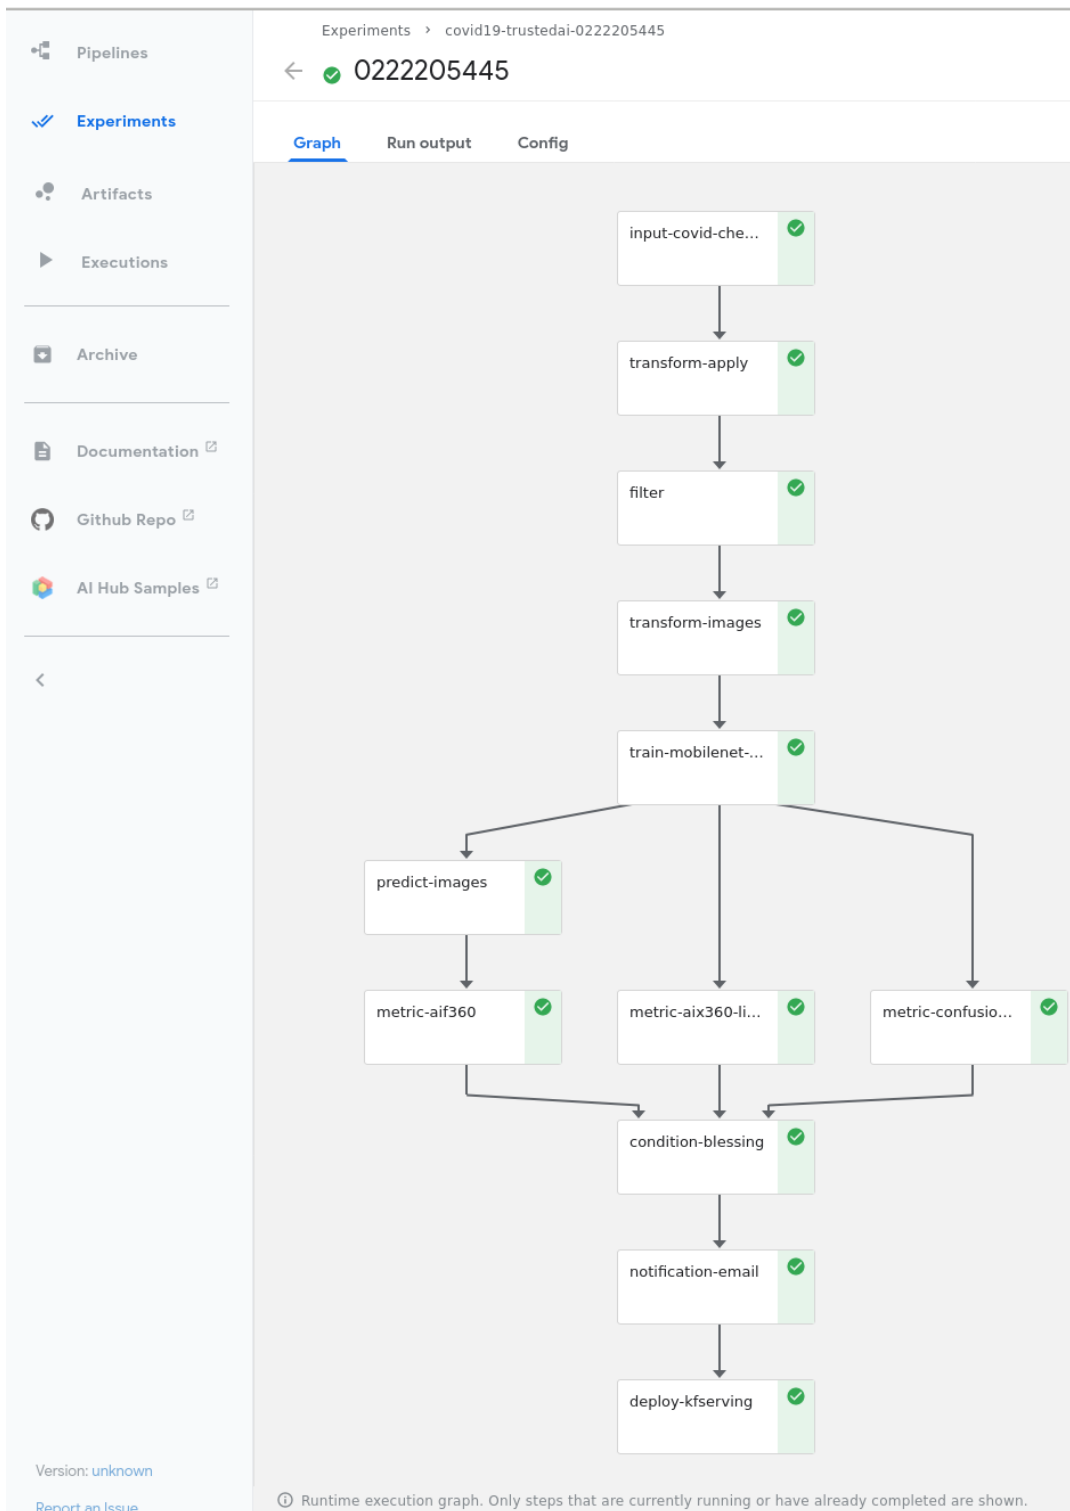 Pipelines
Experiments
Artifacts
Executions
Archive
Documentation
Github Repo
AI Hub Samples
Version: unknown
Report an Issue
Experiments › covid19-trustedai-0222205445
0222205445
Graph Run output Config
input-covid-che...
transform-apply
filter
transform-images
train-mobilenet-...
predict-images
metric-aif360 metric-aix360-li... metric-confusio...
condition-blessing
notification-email
deploy-kfserving
Runtime execution graph. Only steps that are currently running or have already completed are shown.